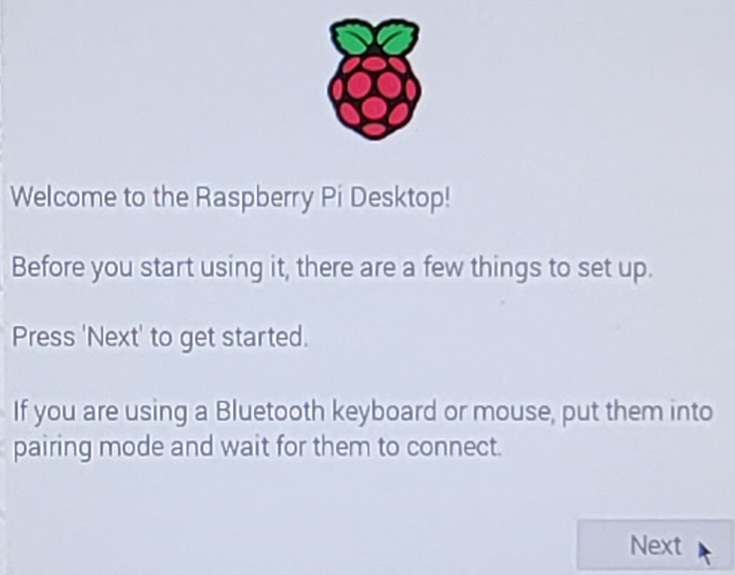 Welcome to the Raspberry Pi Desktop!
Before you start using it, there are a few things to set up.
Press 'Next' to get started.
If you are using a Bluetooth keyboard or mouse, put them into
pairing mode and wait for them to connect.
Next